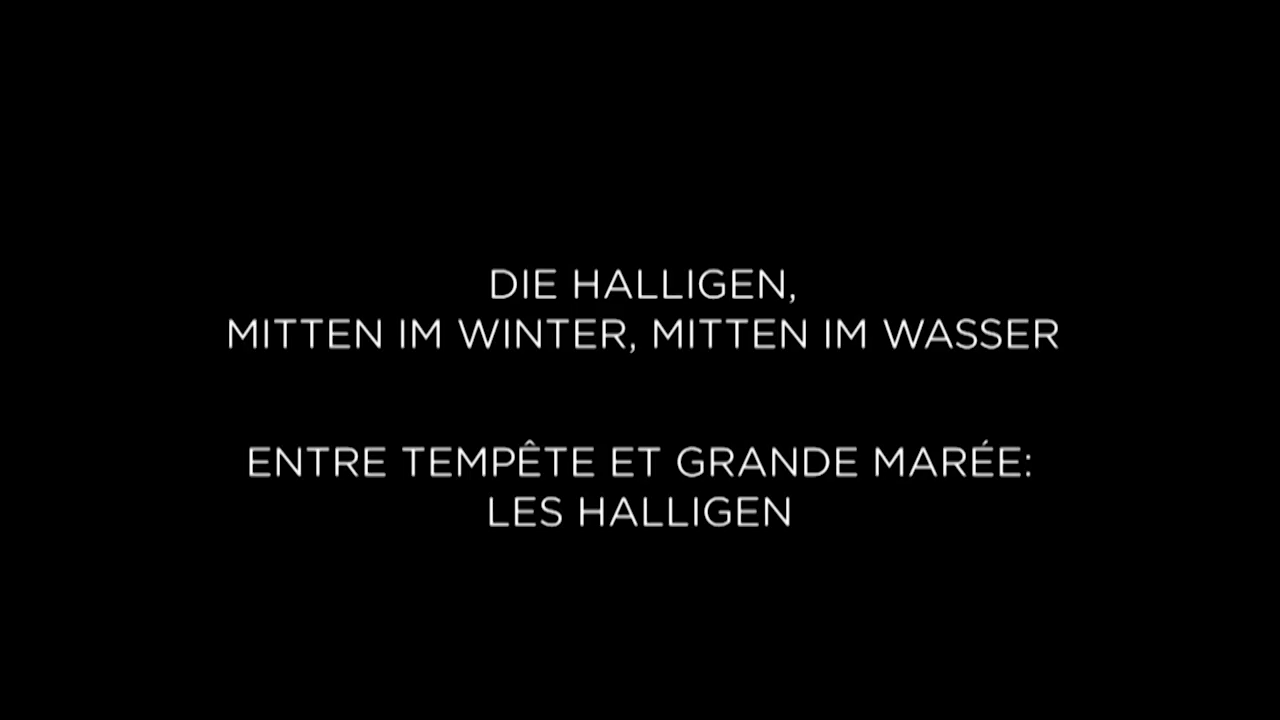 DIE HALLIGEN,
MITTEN IM WINTER, MITTEN IM WASSER
ENTRE TEMPÊTE ET GRANDE MARÉE:
LES HALLIGEN